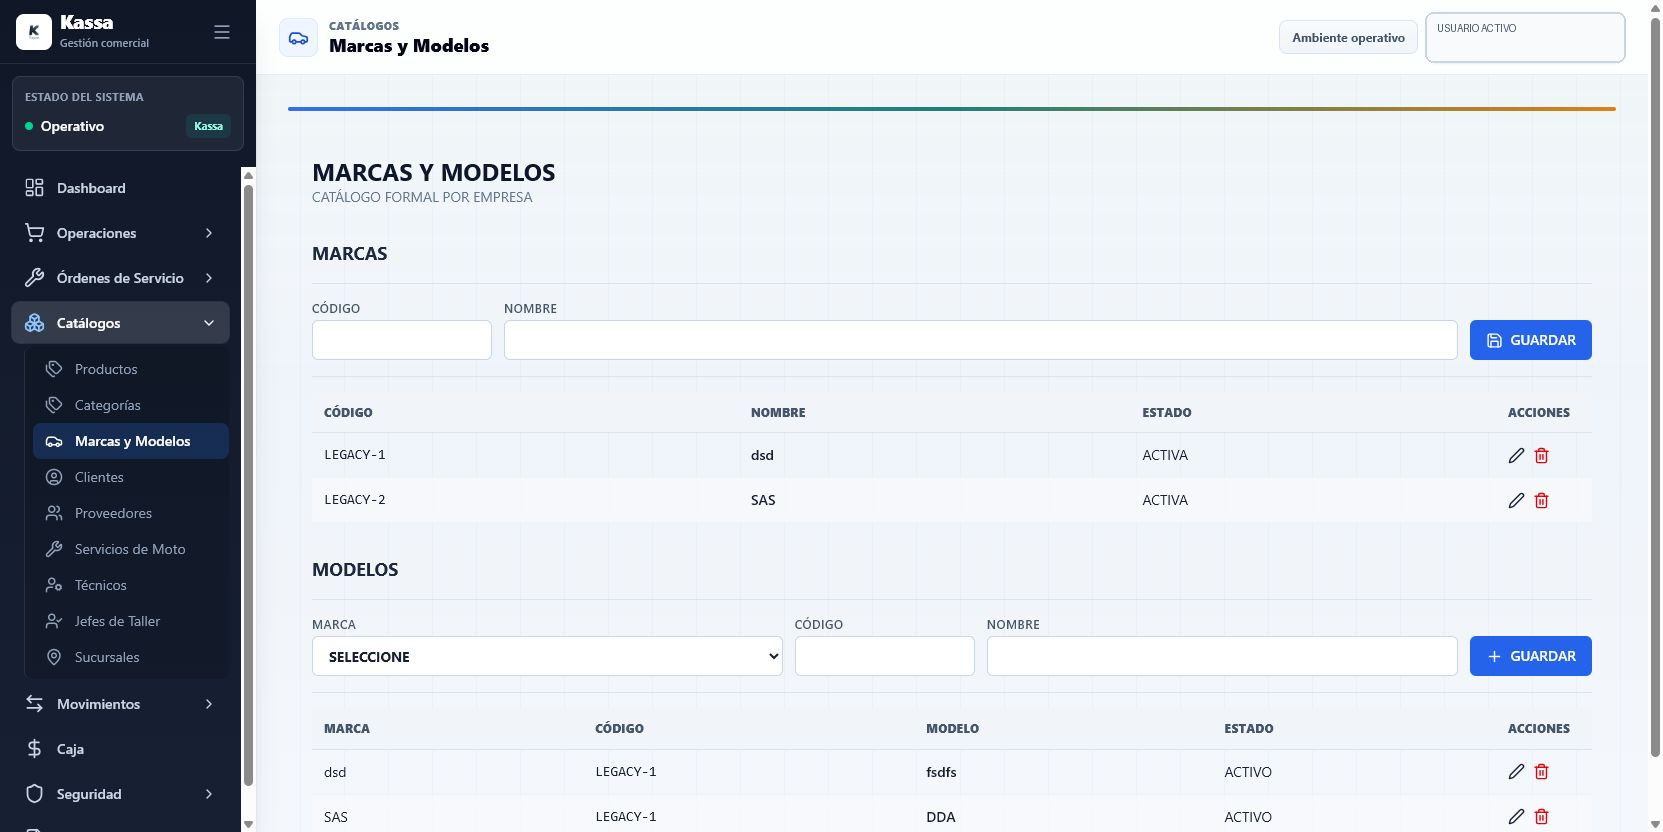 Kassa
Gestión comercial
ESTADO DEL SISTEMA
Operativo
Kassa
Dashboard
Operaciones
Órdenes de Servicio
Catálogos
Productos
Categorías
Marcas y Modelos
Clientes
Proveedores
Servicios de Moto
Técnicos
Jefes de Taller
Sucursales
Movimientos
Caja
Seguridad
CATÁLOGOS
Marcas y Modelos
Ambiente operativo
USUARIO ACTIVO
MARCAS Y MODELOS
CATÁLOGO FORMAL POR EMPRESA
MARCAS
CÓDIGO NOMBRE
GUARDAR
CÓDIGO NOMBRE ESTADO ACCIONES
LEGACY-1 dsd ACTIVA
LEGACY-2 SAS ACTIVA
MODELOS
MARCA CÓDIGO NOMBRE
SELECCIONE GUARDAR
MARCA CÓDIGO MODELO ESTADO ACCIONES
dsd LEGACY-1 fsdfs ACTIVO
SAS LEGACY-1 DDA ACTIVO